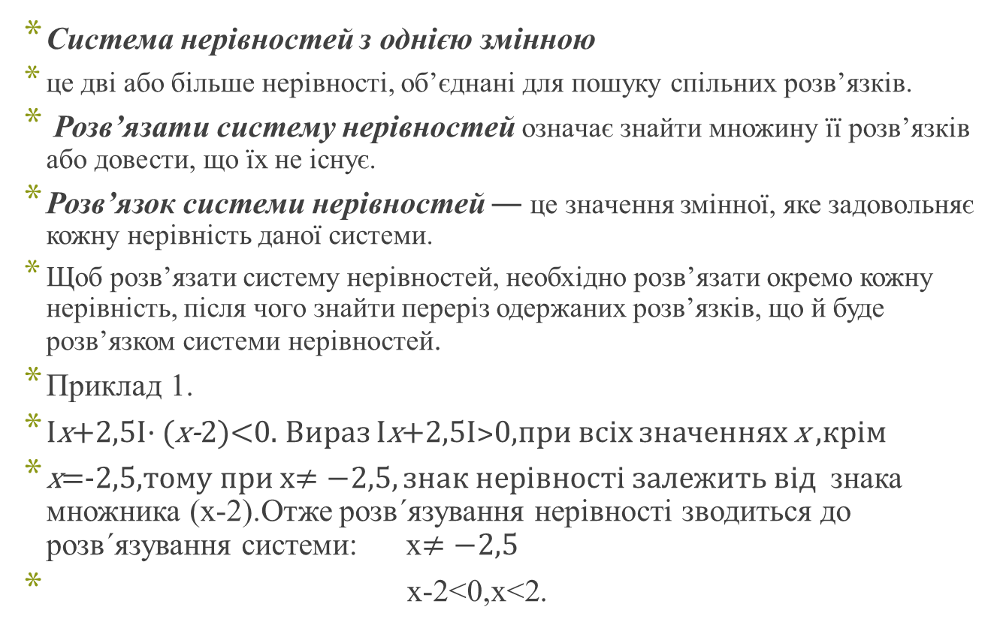 * Система нерівностей з однією змінною
* це дві або більше нерівності, об’єднані для пошуку спільних розв’язків.
* Розв’язати систему нерівностей означає знайти множину її розв’язків
або довести, що їх не існує.
* Розв’язок системи нерівностей — це значення змінної, яке задовольняє
кожну нерівність даної системи.
* Щоб розв’язати систему нерівностей, необхідно розв’язати окремо кожну
нерівність, після чого знайти переріз одержаних розв’язків, що й буде
розв’язком системи нерівностей.
* Приклад 1.
* Іx+2,5І· (x-2)<0. Вираз Іx+2,5І>0,при всіх значеннях x ,крім
* x=-2,5,тому при х≠ −2,5, знак нерівності залежить від знака
множника (х-2).Отже розв´язування нерівності зводиться до
розв´язування системи: х≠ −2,5
* х-2<0,х<2.